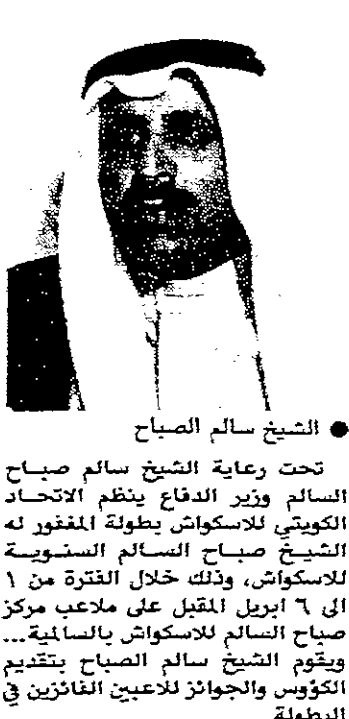 ● الشيخ سالم الصباح
تحت رعاية الشيخ سالم صباح
السالم وزير الدفاع ينظم الاتحاد
الكويتي للاسكواش بطولة المغفور له
الشيخ صباح السالم السنوية
للاسكواش، وذلك خلال الفترة من ١
الى ٦ ابريل المقبل على ملاعب مركز
صباح السالم للاسكواش بالسالمية...
ويقوم الشيخ سالم الصباح بتقديم
الكؤوس والجوائز للاعبين الفائزين في
البطولة